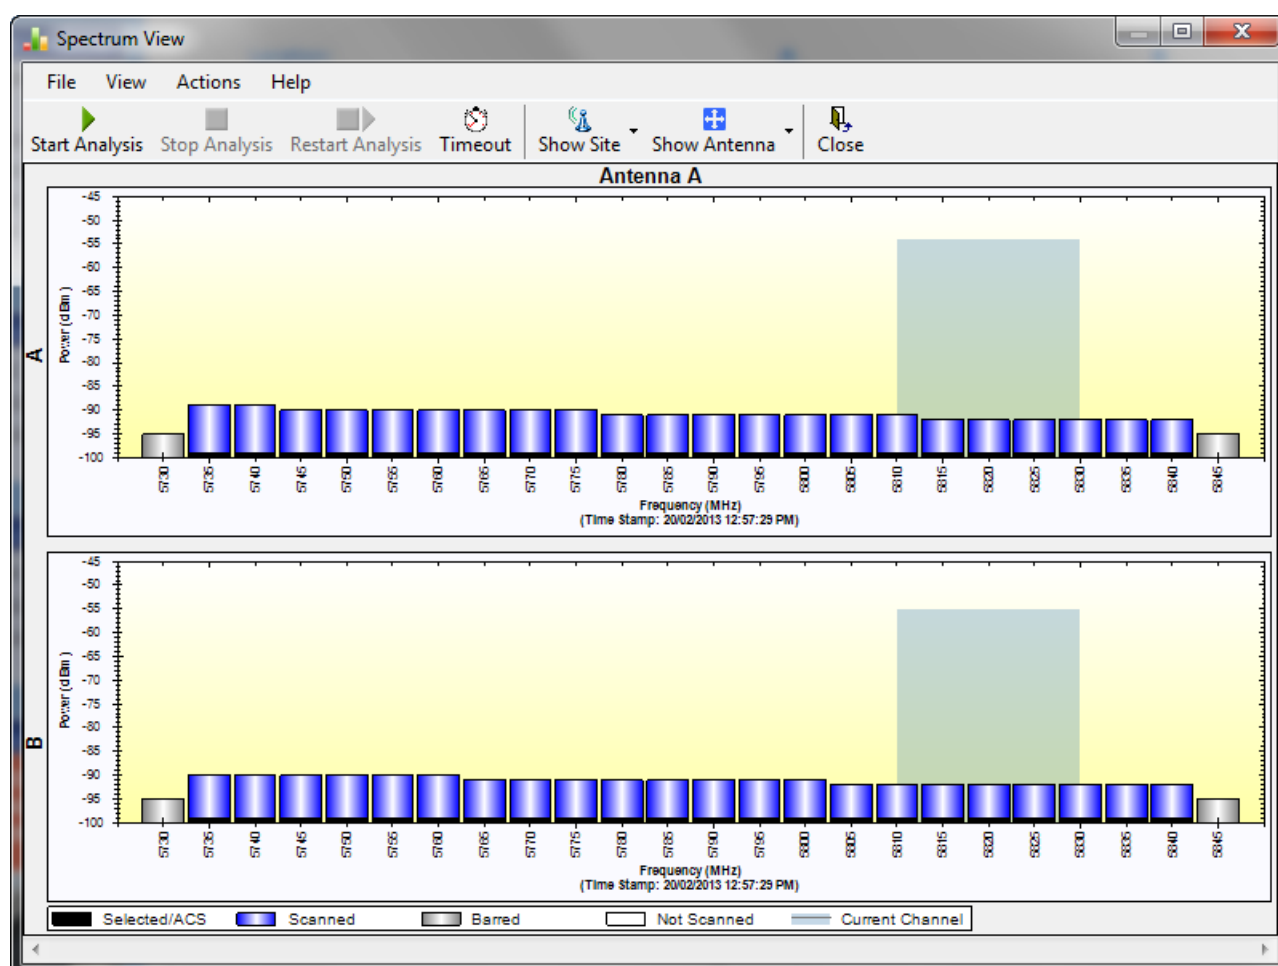 Spectrum View
File View Actions Help
Start Analysis Stop Analysis Restart Analysis Timeout Show Site Show Antenna Close
Antenna A
A
Power (dBm)
-45
-50
-55
-60
-65
-70
-75
-80
-85
-90
-95
-100
5730 5735 5740 5745 5750 5755 5760 5765 5770 5775 5780 5785 5790 5795 5800 5805 5810 5815 5820 5825 5830 5835 5840 5845
Frequency (MHz)
(Time Stamp: 20/02/2013 12:57:29 PM)
B
Power (dBm)
-45
-50
-55
-60
-65
-70
-75
-80
-85
-90
-95
-100
5730 5735 5740 5745 5750 5755 5760 5765 5770 5775 5780 5785 5790 5795 5800 5805 5810 5815 5820 5825 5830 5835 5840 5845
Frequency (MHz)
(Time Stamp: 20/02/2013 12:57:29 PM)
Selected/ACS Scanned Barred Not Scanned Current Channel